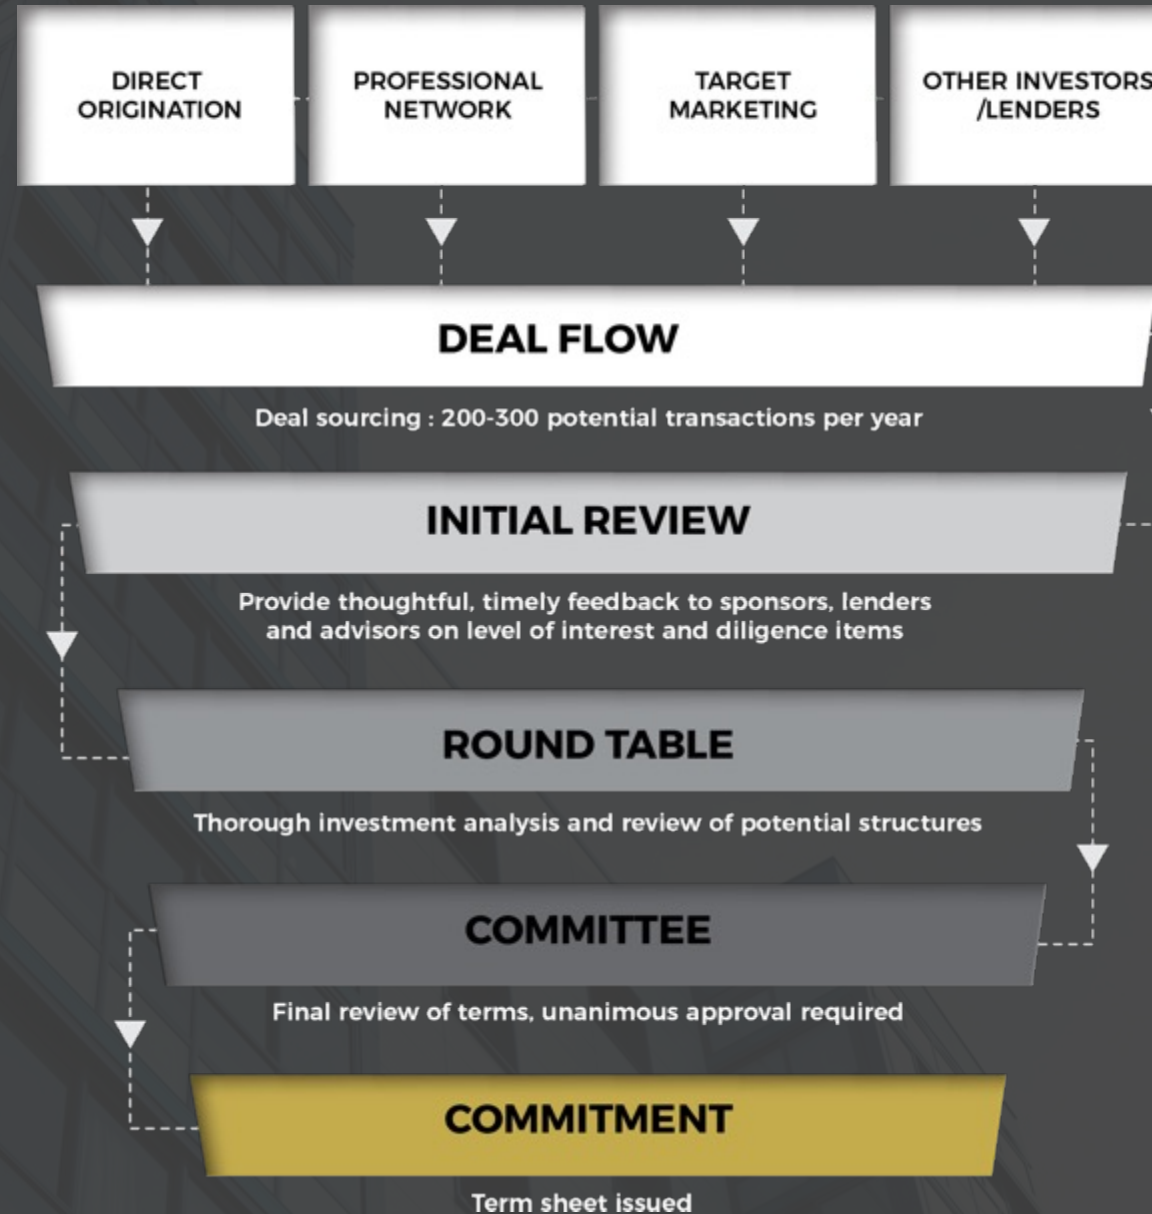 DIRECT
ORIGINATION
PROFESSIONAL
NETWORK
TARGET
MARKETING
OTHER INVESTORS
/LENDERS
DEAL FLOW
Deal sourcing : 200-300 potential transactions per year
INITIAL REVIEW
Provide thoughtful, timely feedback to sponsors, lenders
and advisors on level of interest and diligence items
ROUND TABLE
Thorough investment analysis and review of potential structures
COMMITTEE
Final review of terms, unanimous approval required
COMMITMENT
Term sheet issued